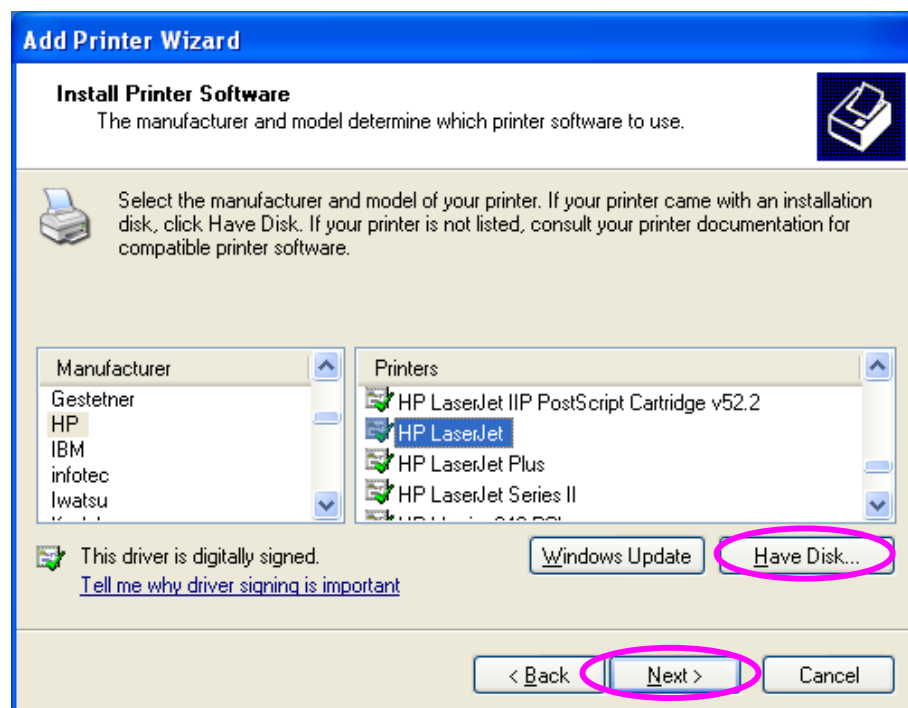 Add Printer Wizard
Install Printer Software
The manufacturer and model determine which printer software to use.
Select the manufacturer and model of your printer. If your printer came with an installation
disk, click Have Disk. If your printer is not listed, consult your printer documentation for
compatible printer software.
Manufacturer
Gestetner
HP
IBM
infotec
Iwatsu
Printers
HP LaserJet IIP PostScript Cartridge v52.2
HP LaserJet
HP LaserJet Plus
HP LaserJet Series II
This driver is digitally signed.
Tell me why driver signing is important
Windows Update
Have Disk...
< Back
Next >
Cancel